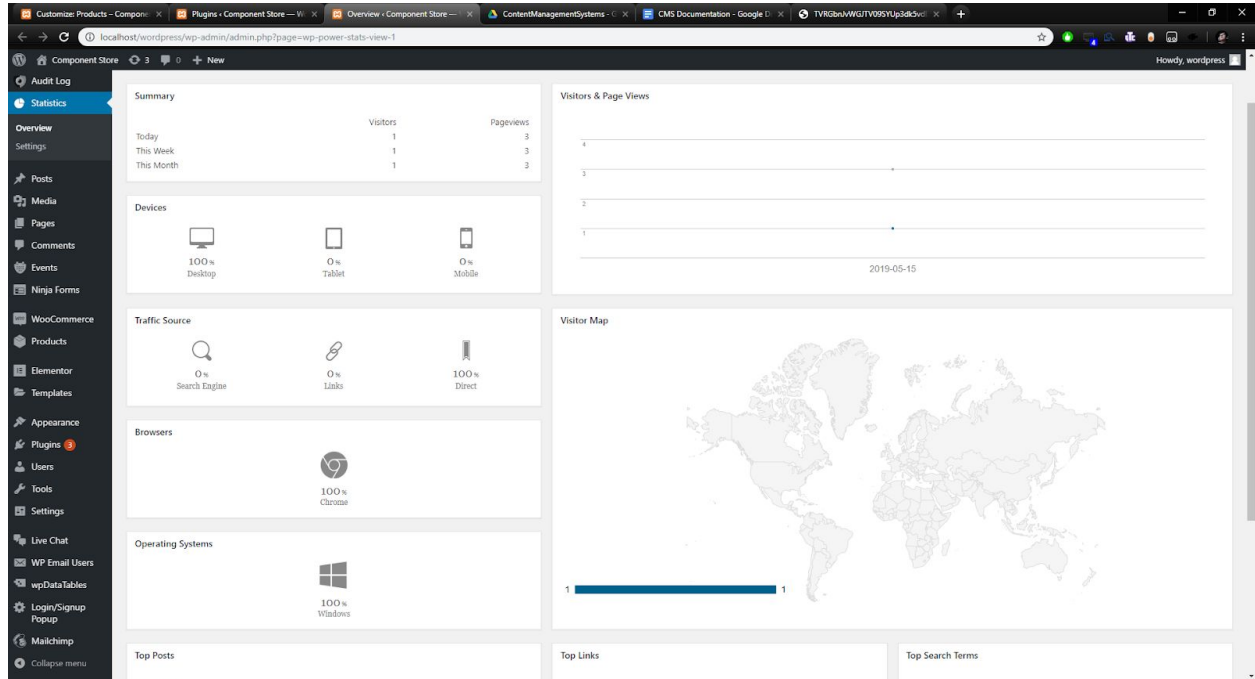 Customize: Products – Compone
Plugins ‹ Component Store — W
Overview ‹ Component Store —
ContentManagementSystems - G
CMS Documentation - Google D
localhost/wordpress/wp-admin/admin.php?page=wp-power-stats-view-1
Component Store 3 0 + New
Howdy, wordpress
Audit Log
Statistics
Overview
Settings
Posts
Media
Pages
Comments
Events
Ninja Forms
WooCommerce
Products
Elementor
Templates
Appearance
Plugins 3
Users
Tools
Settings
Live Chat
WP Email Users
wpDataTables
Login/Signup
Popup
Mailchimp
Collapse menu
Summary
Visitors Pageviews
Today 1 3
This Week 1 3
This Month 1 3
Devices
100% 0% 0%
Desktop Tablet Mobile
Traffic Source
0% 0% 100%
Search Engine Links Direct
Browsers
100%
Chrome
Operating Systems
100%
Windows
Top Posts
Visitors & Page Views
4
3
2
1
2019-05-15
Visitor Map
1 1
Top Links
Top Search Terms